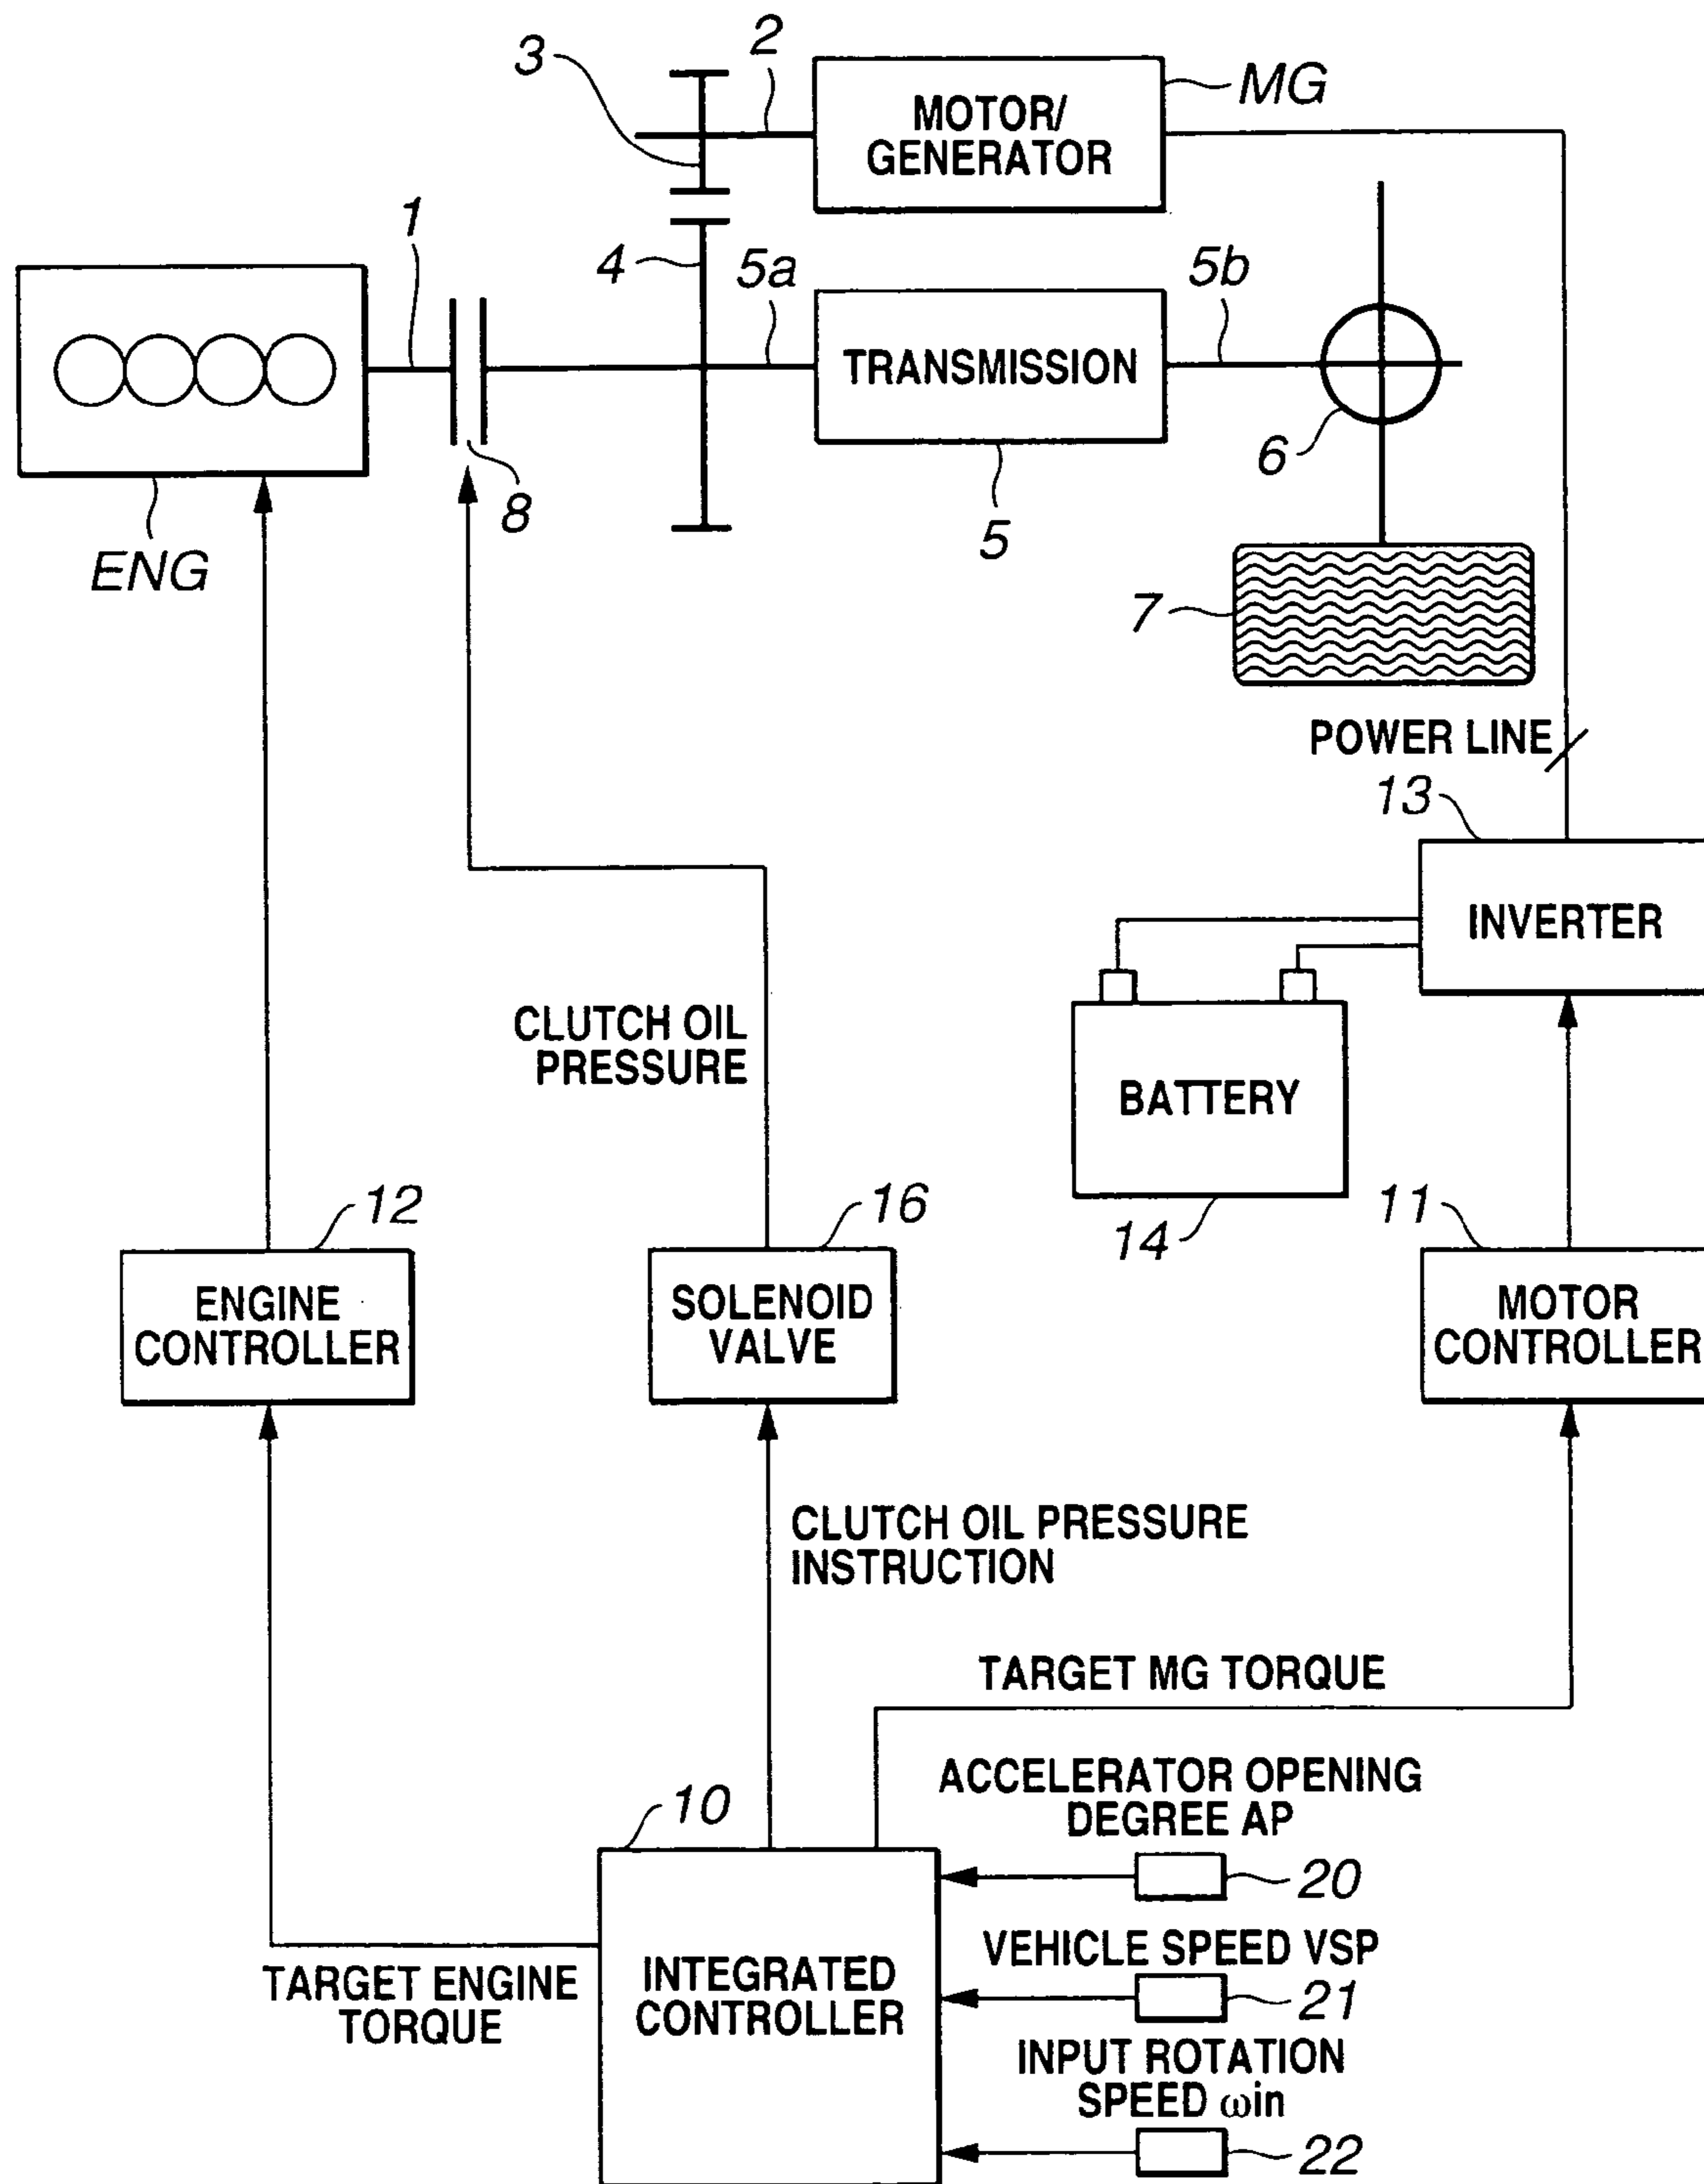 2
3
MOTOR/
GENERATOR
MG
1
4
5a
5b
TRANSMISSION
6
8
5
ENG
7
POWER LINE
13
INVERTER
CLUTCH OIL
PRESSURE
BATTERY
12
16
14
11
ENGINE
CONTROLLER
SOLENOID
VALVE
MOTOR
CONTROLLER
CLUTCH OIL PRESSURE
INSTRUCTION
TARGET MG TORQUE
10
ACCELERATOR OPENING
DEGREE AP
20
TARGET ENGINE
TORQUE
INTEGRATED
CONTROLLER
VEHICLE SPEED VSP
21
INPUT ROTATION
SPEED ωin
22